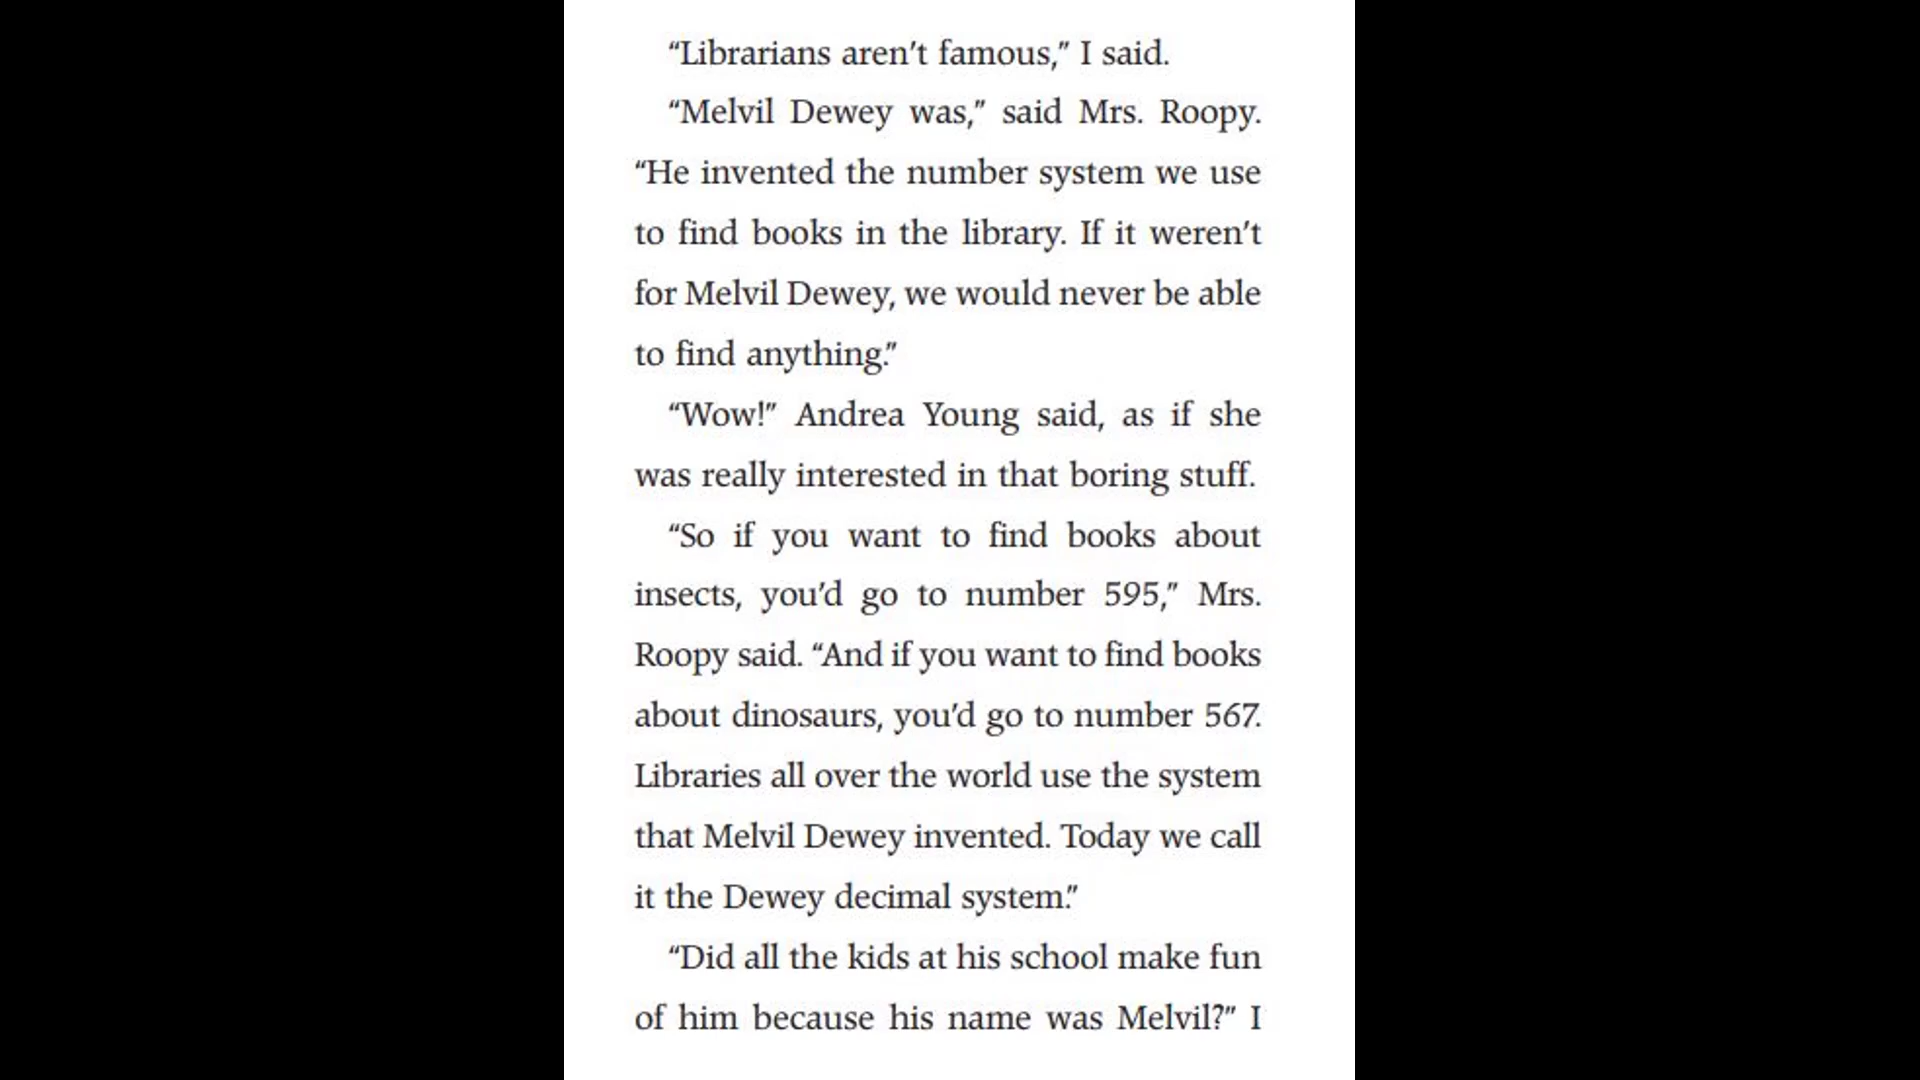 “Librarians aren’t famous,” I said.
“Melvil Dewey was,” said Mrs. Roopy.
“He invented the number system we use
to find books in the library. If it weren’t
for Melvil Dewey, we would never be able
to find anything.”
“Wow!” Andrea Young said, as if she
was really interested in that boring stuff.
“So if you want to find books about
insects, you’d go to number 595,” Mrs.
Roopy said. “And if you want to find books
about dinosaurs, you’d go to number 567.
Libraries all over the world use the system
that Melvil Dewey invented. Today we call
it the Dewey decimal system.”
“Did all the kids at his school make fun
of him because his name was Melvil?” I